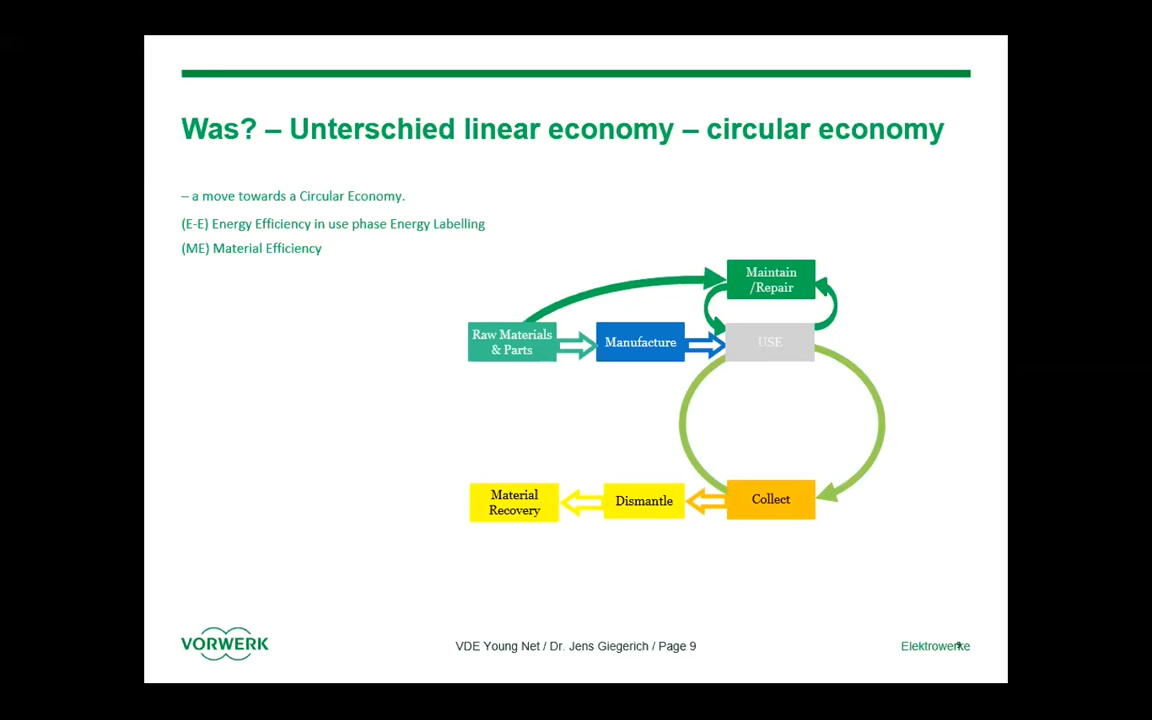 Was? – Unterschied linear economy – circular economy
– a move towards a Circular Economy.
(E-E) Energy Efficiency in use phase Energy Labelling
(ME) Material Efficiency
Maintain
/Repair
Raw Materials
& Parts
Manufacture
USE
Material
Recovery
Dismantle
Collect
VORWERK
VDE Young Net / Dr. Jens Giegerich / Page 9
Elektrowerke
9